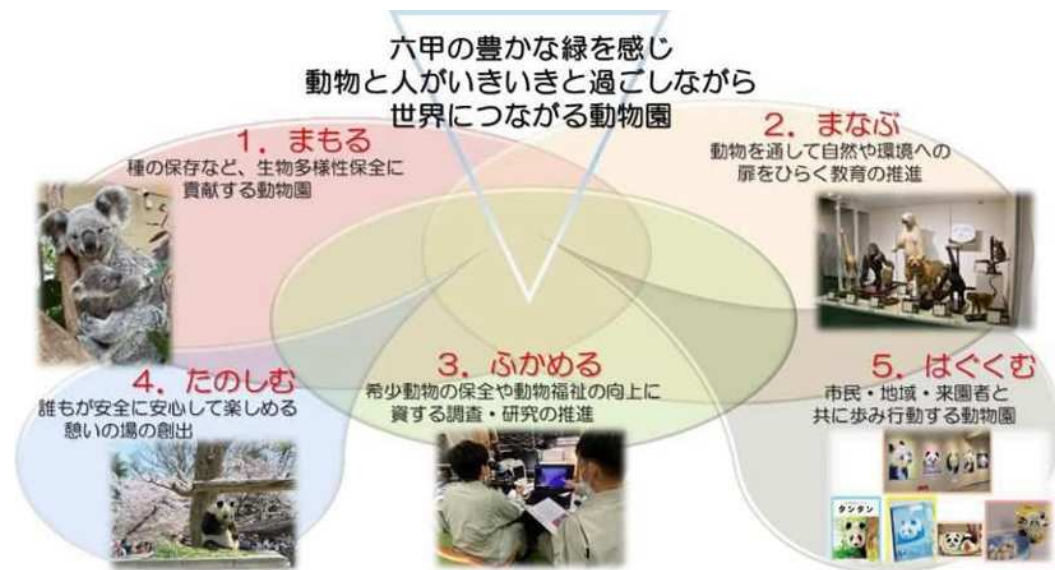 六甲の豊かな緑を感じ
動物と人がいきいきと過ごしながら
世界につながる動物園
1. まもる
種の保存など、生物多様性保全に
貢献する動物園
2. まなぶ
動物を通して自然や環境への
扉をひらく教育の推進
3. ふかめる
希少動物の保全や動物福祉の向上に
資する調査・研究の推進
4. たのしむ
誰もが安全に安心して楽しめる
憩いの場の創出
5. はぐくむ
市民・地域・来園者と
共に歩み行動する動物園
タンタン